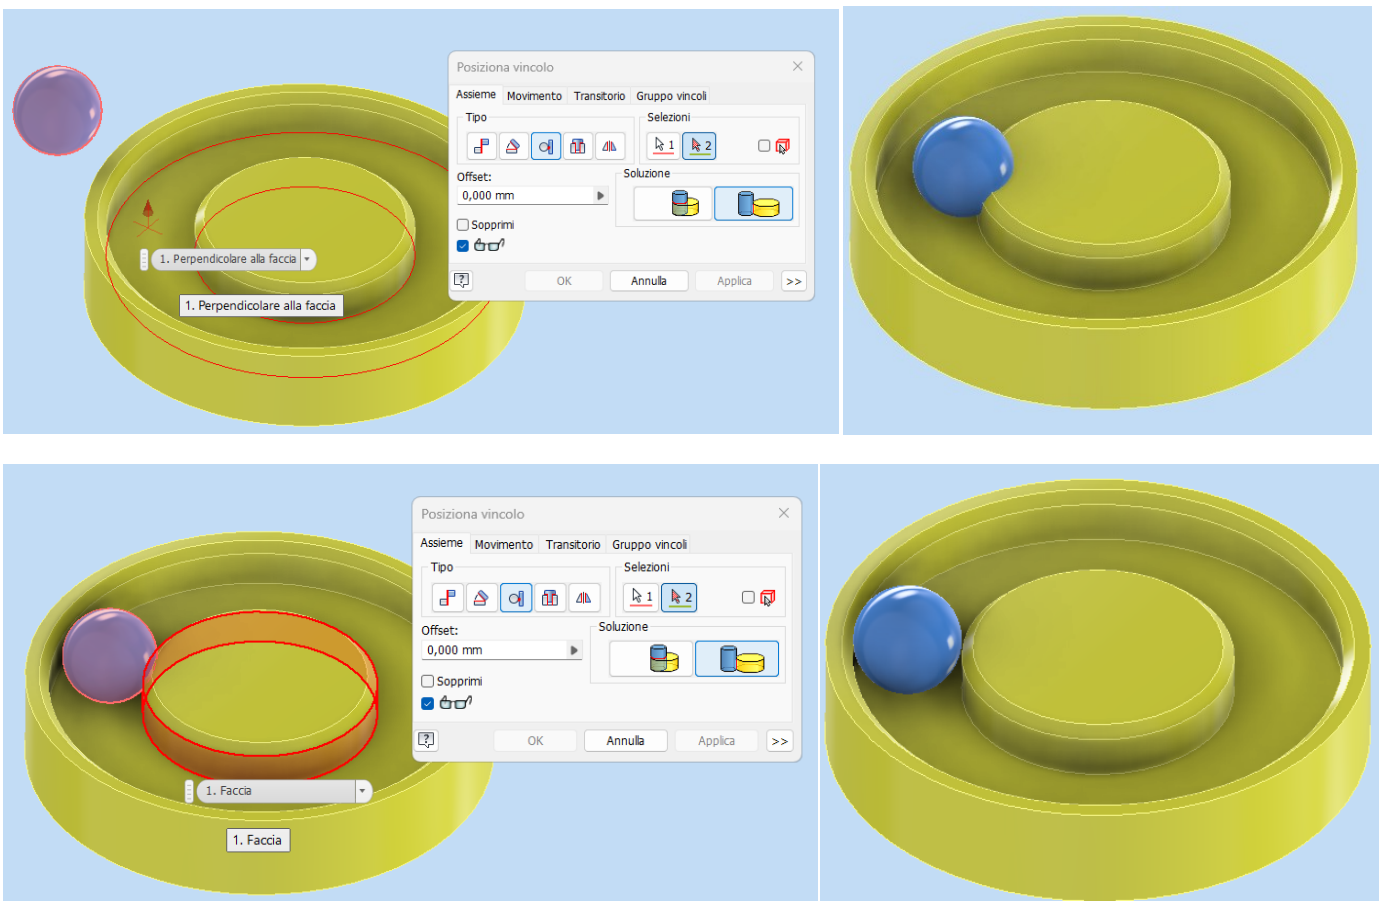 Posiziona vincolo
Assieme Movimento Transitorio Gruppo vincoli
Tipo
Selezioni
1 2
Offset:
0,000 mm
Soluzione
Sopprimi
OK Annulla Applica >>
1. Perpendicolare alla faccia
1. Perpendicolare alla faccia
Posiziona vincolo
Assieme Movimento Transitorio Gruppo vincoli
Tipo
Selezioni
1 2
Offset:
0,000 mm
Soluzione
Sopprimi
? OK Annulla Applica >>
1. Faccia
1. Faccia